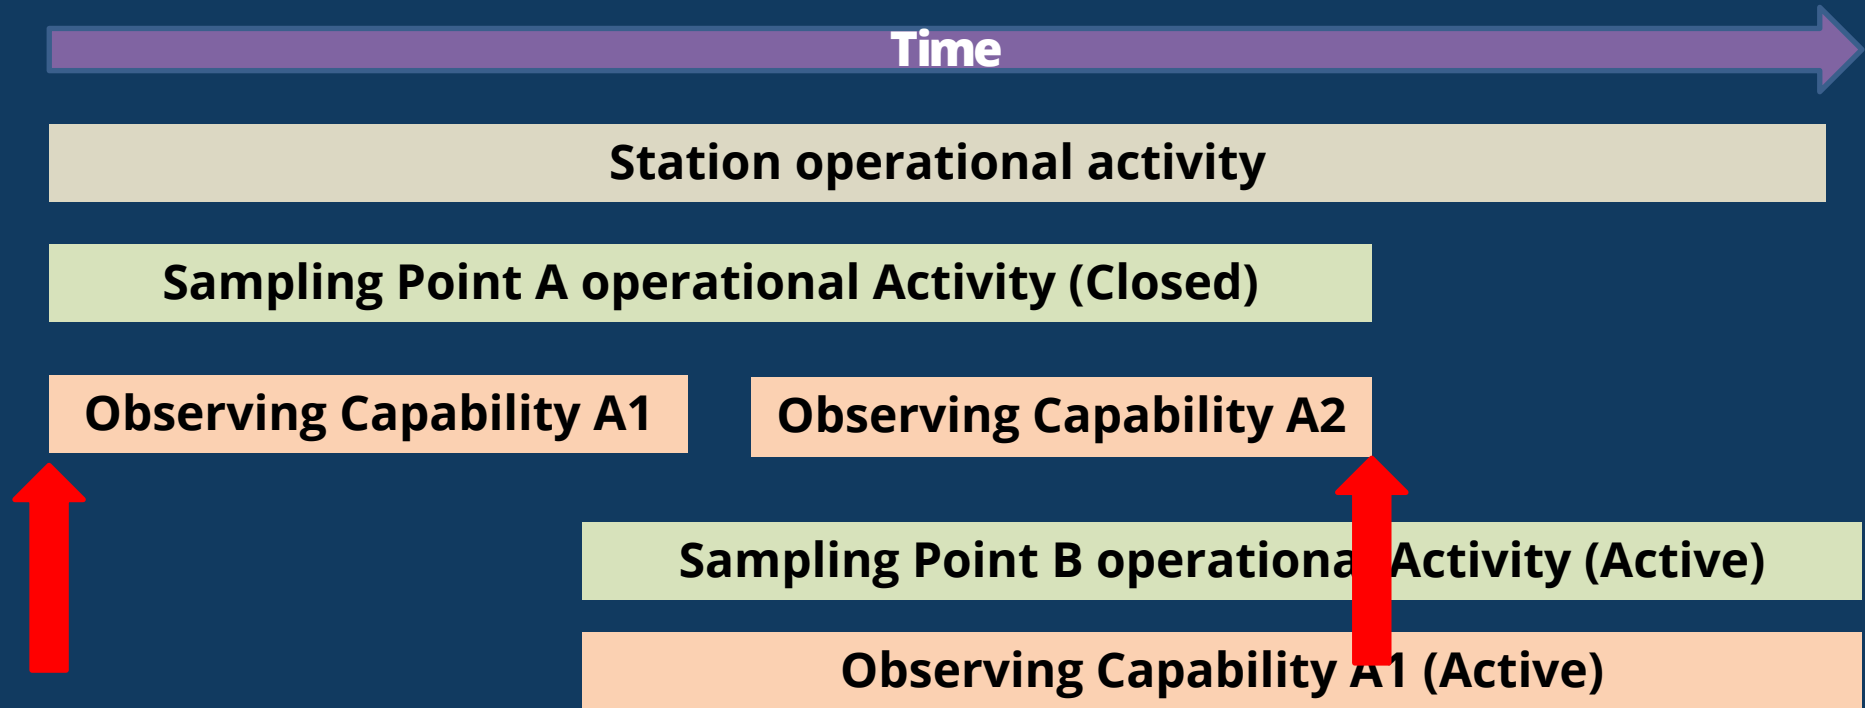 Time
Station operational activity
Sampling Point A operational Activity (Closed)
Observing Capability A1
Observing Capability A2
Sampling Point B operational Activity (Active)
Observing Capability A1 (Active)